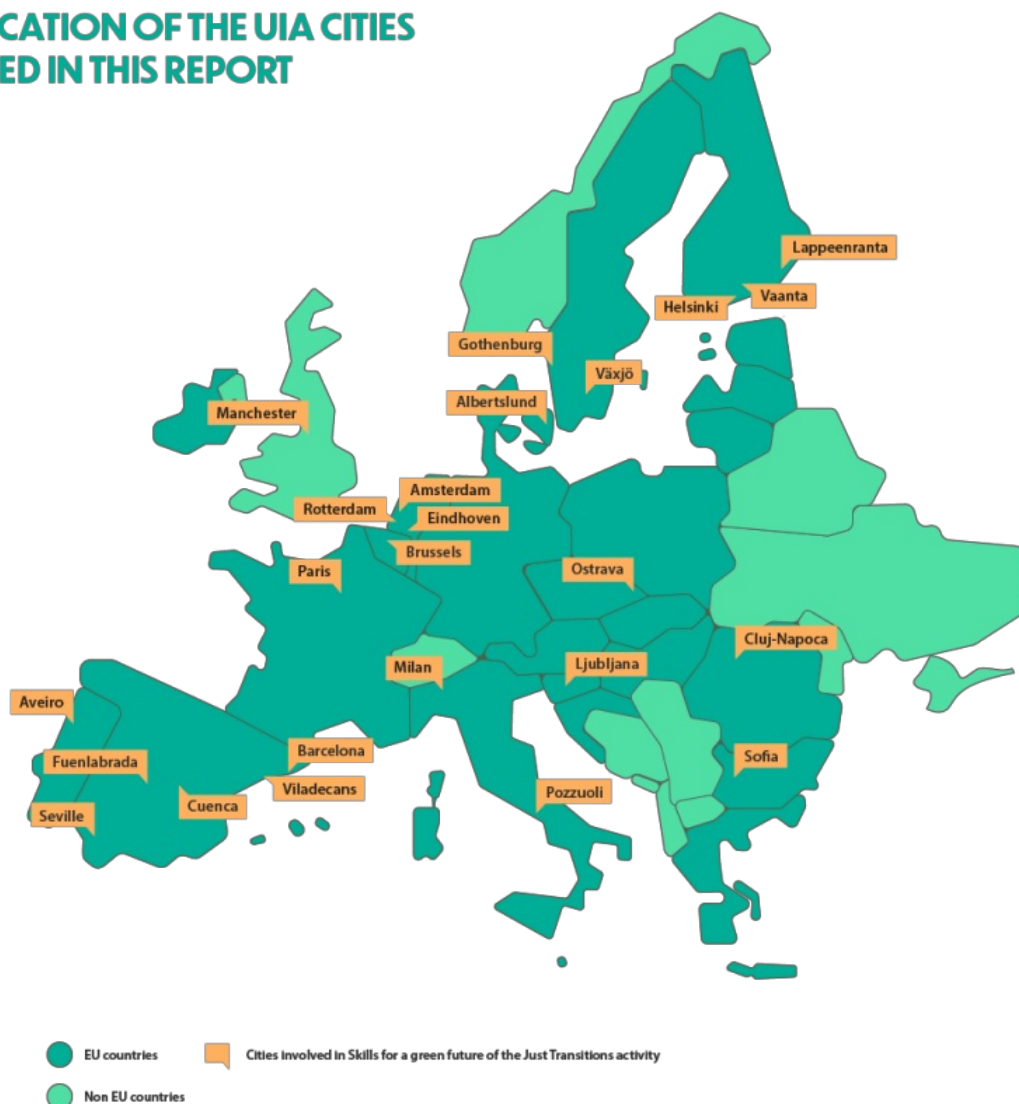 CATION OF THE UIA CITIES
ED IN THIS REPORT
Lappeenranta
Vaanta
Helsinki
Gothenburg
Växjö
Albertslund
Manchester
Amsterdam
Rotterdam
Eindhoven
Brussels
Paris
Ostrava
Cluj-Napoca
Milan
Ljubljana
Aveiro
Barcelona
Fuenlabrada
Sofia
Viladecans
Pozzuoli
Cuenca
Seville
EU countries
Cities involved in Skills for a green future of the Just Transitions activity
Non EU countries